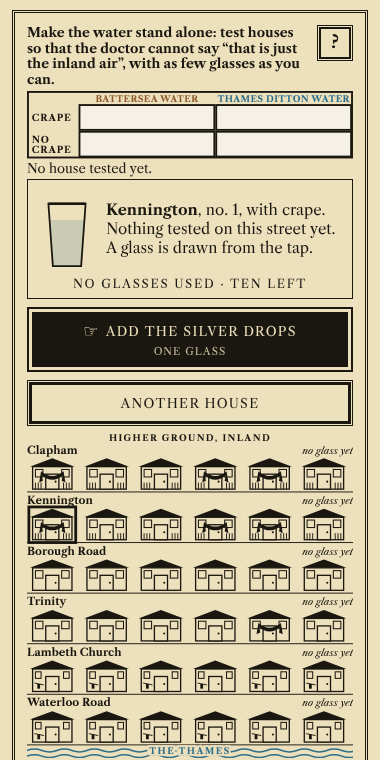 Make the water stand alone: test houses
so that the doctor cannot say “that is just
the inland air”, with as few glasses as you
can.
?
BATTERSEA WATER THAMES DITTON WATER
CRAPE
NO
CRAPE
No house tested yet.
Kennington, no. 1, with crape.
Nothing tested on this street yet.
A glass is drawn from the tap.
NO GLASSES USED · TEN LEFT
☞ ADD THE SILVER DROPS
ONE GLASS
ANOTHER HOUSE
HIGHER GROUND, INLAND
Clapham no glass yet
Kennington no glass yet
Borough Road no glass yet
Trinity no glass yet
Lambeth Church no glass yet
Waterloo Road no glass yet
THE·THAMES